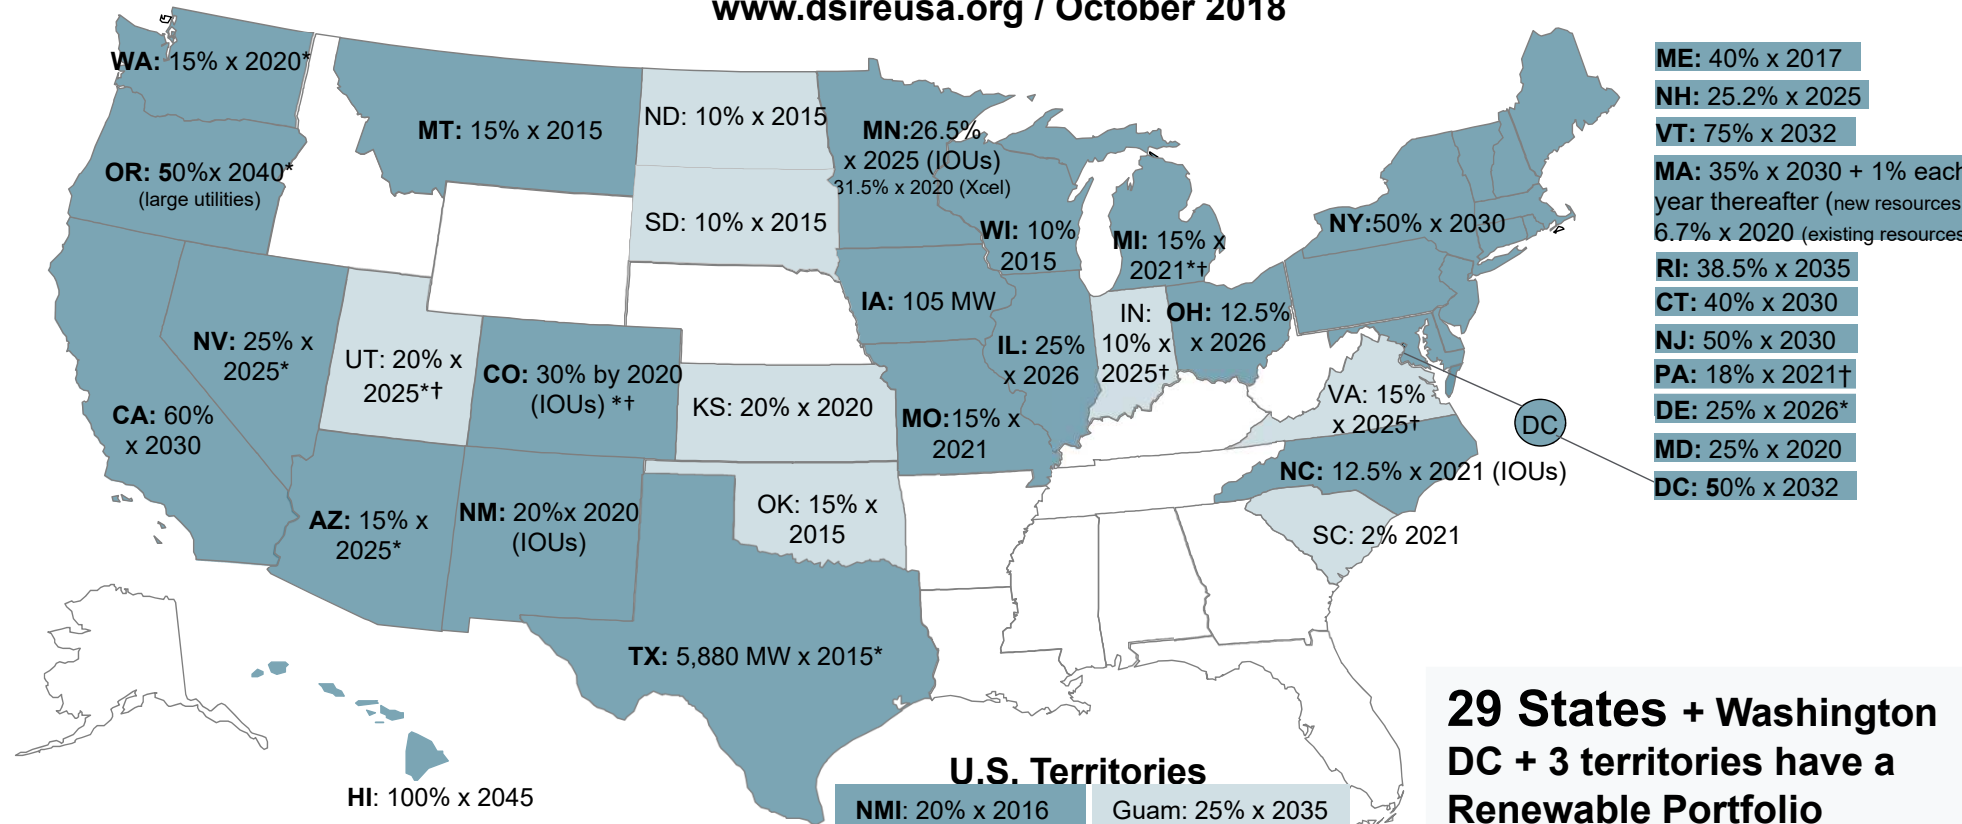 www.dsireusa.org / October 2018
WA: 15% x 2020*
OR: 50%x 2040*
(large utilities)
CA: 60%
x 2030
MT: 15% x 2015
NV: 25% x
2025*
UT: 20% x
2025*†
AZ: 15% x
2025*
CO: 30% by 2020
(IOUs) *†
NM: 20%x 2020
(IOUs)
ND: 10% x 2015
SD: 10% x 2015
KS: 20% x 2020
OK: 15% x
2015
TX: 5,880 MW x 2015*
MN:26.5%
x 2025 (IOUs)
31.5% x 2020 (Xcel)
IA: 105 MW
MO:15% x
2021
WI: 10%
2015
IL: 25%
x 2026
MI: 15% x
2021*†
IN:
10% x
2025†
OH: 12.5%
x 2026
NY:50% x 2030
VA: 15%
x 2025†
NC: 12.5% x 2021 (IOUs)
SC: 2% 2021
DC
HI: 100% x 2045
ME: 40% x 2017
NH: 25.2% x 2025
VT: 75% x 2032
MA: 35% x 2030 + 1% each
year thereafter (new resources
6.7% x 2020 (existing resources
RI: 38.5% x 2035
CT: 40% x 2030
NJ: 50% x 2030
PA: 18% x 2021†
DE: 25% x 2026*
MD: 25% x 2020
DC: 50% x 2032
U.S. Territories
NMI: 20% x 2016
Guam: 25% x 2035
29 States + Washington
DC + 3 territories have a
Renewable Portfolio